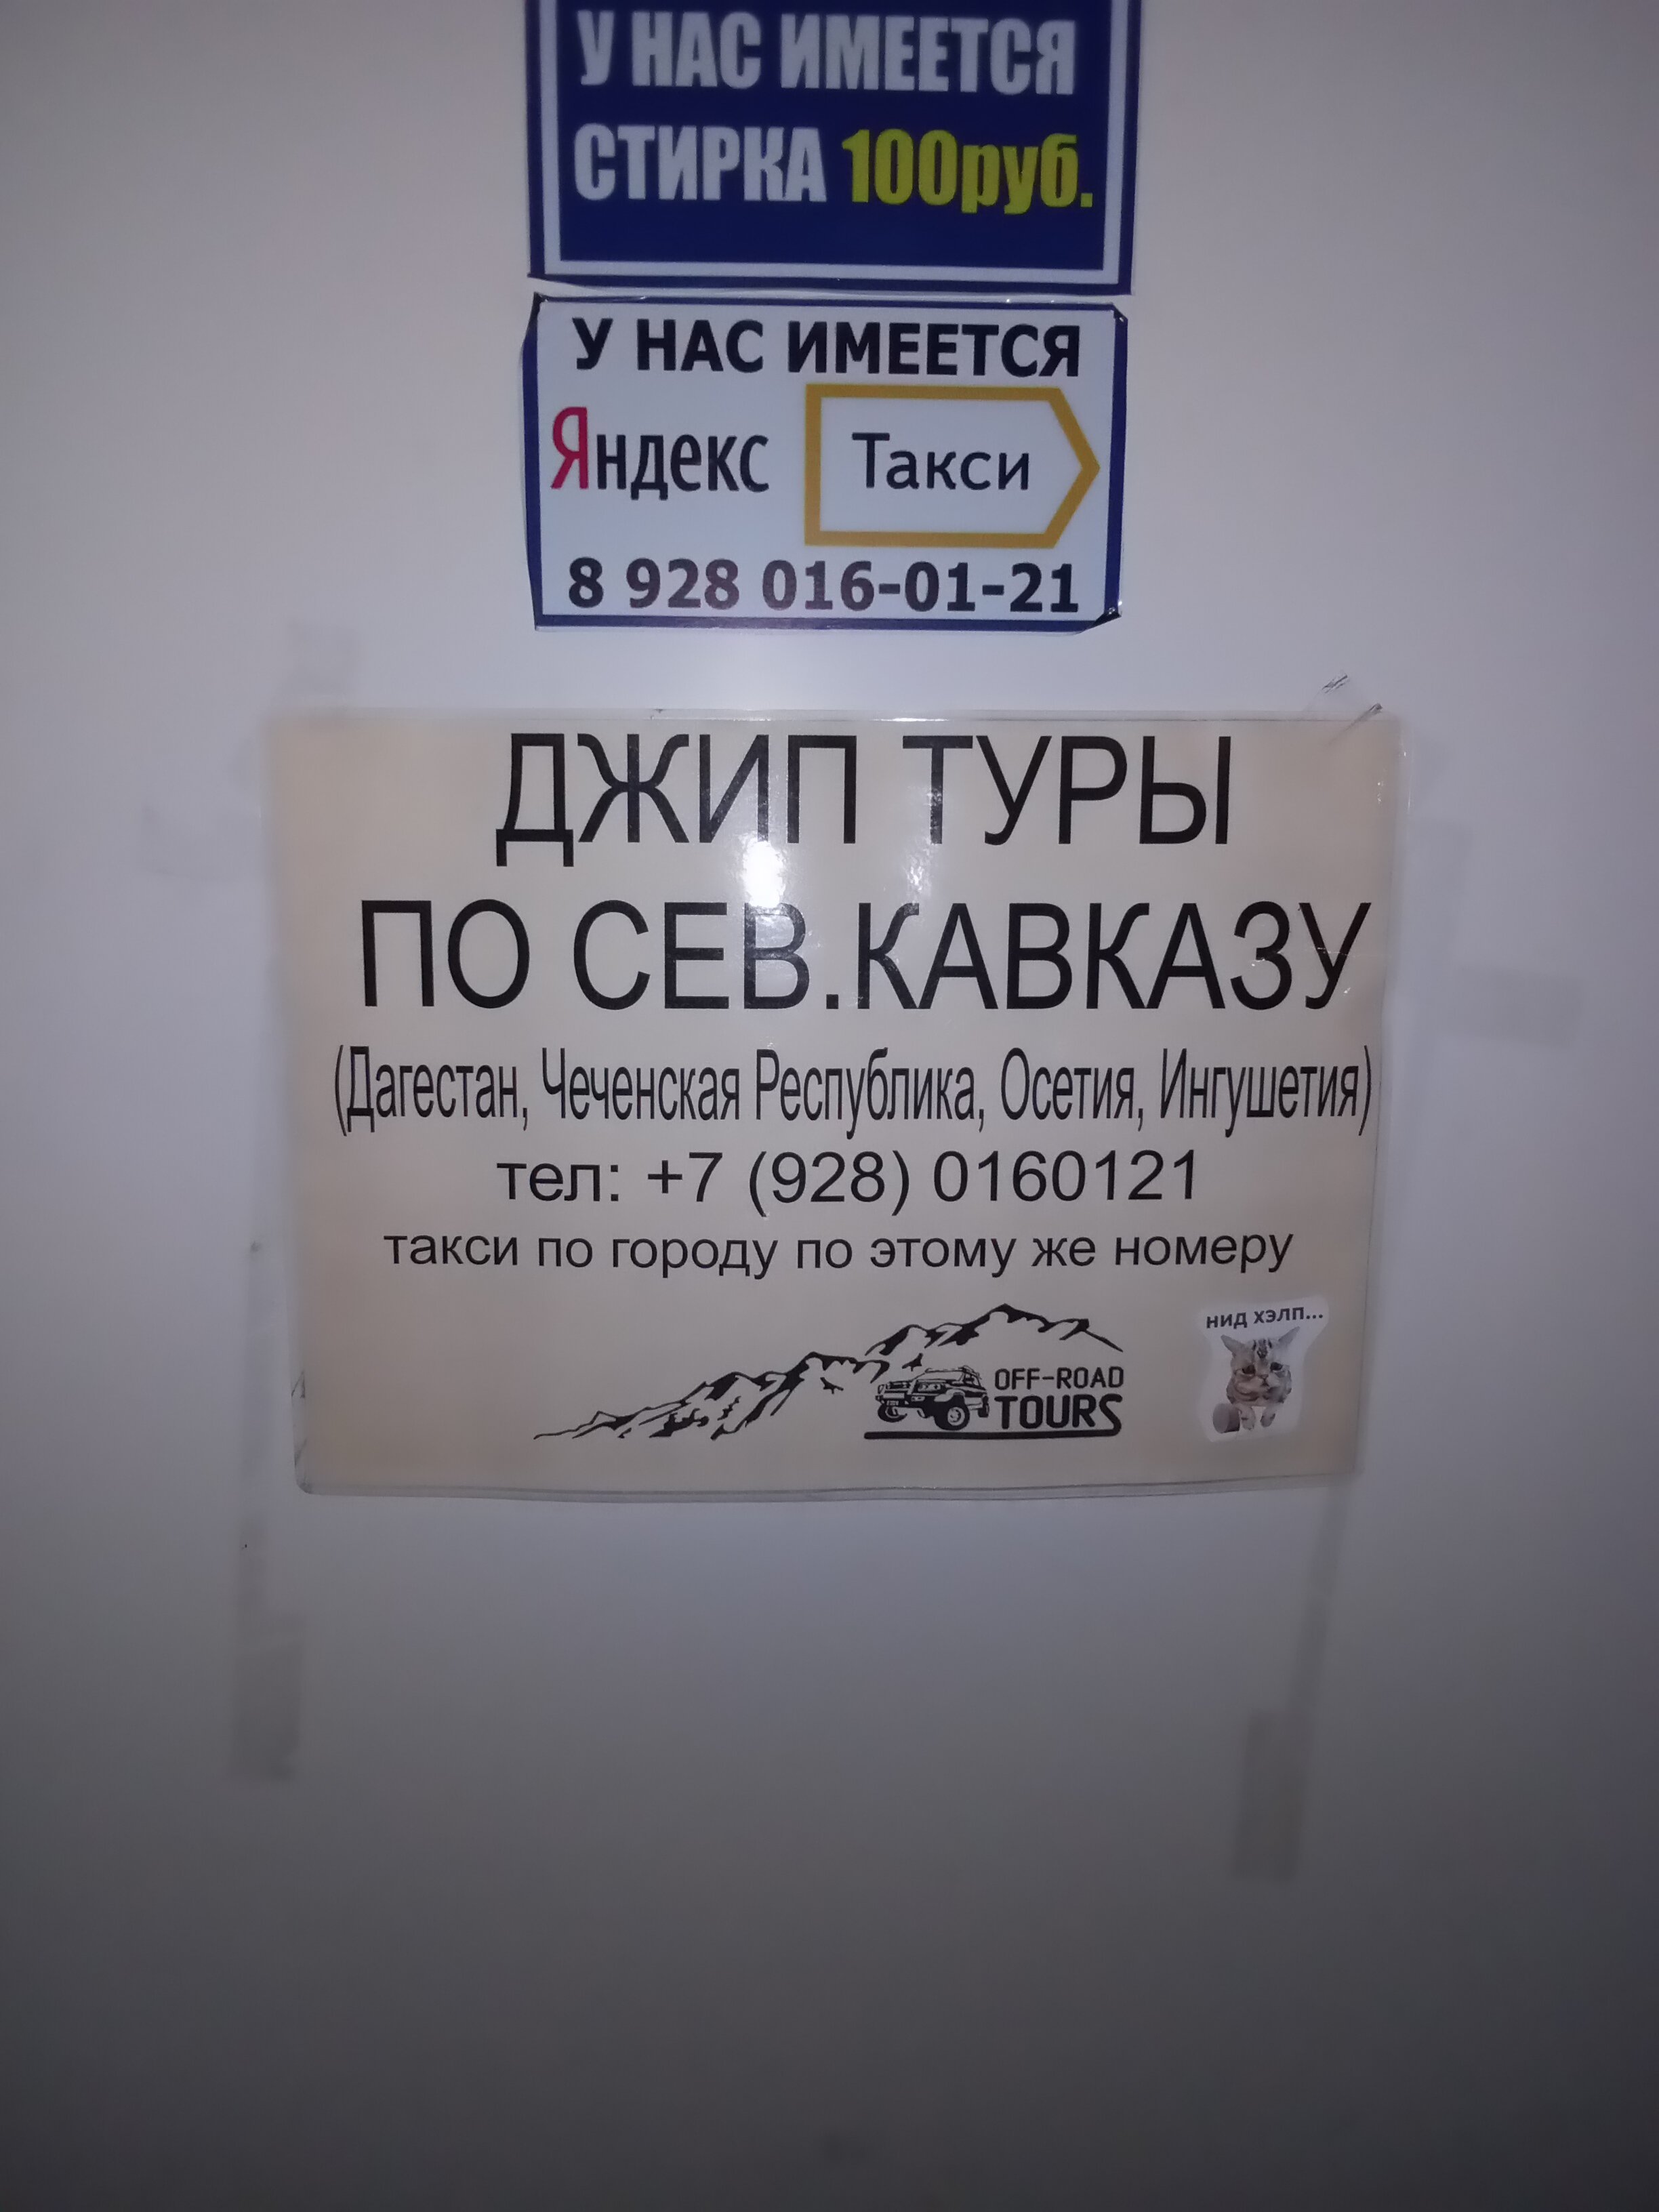 У НАС ИМЕЕТСЯ
СТИРКА 100руб.
У НАС ИМЕЕТСЯ
Яндекс Такси
8 928 016-01-21
ДЖИП ТУРЫ
ПО СЕВ.КАВКАЗУ
(Дагестан, Чеченская Республика, Осетия, Ингушетия)
тел: +7 (928) 0160121
такси по городу по этому же номеру
OFF-ROAD
TOURS
нид хэлп...